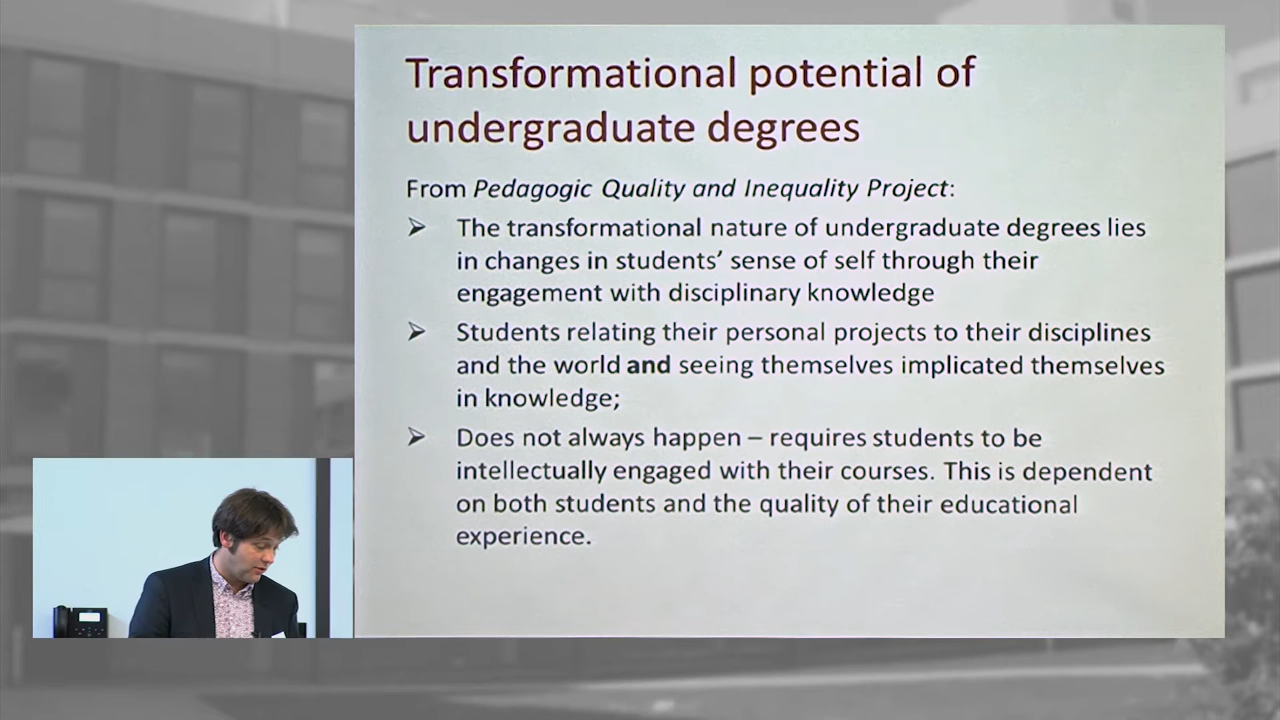 Transformational potential of
undergraduate degrees
From Pedagogic Quality and Inequality Project:
➢ The transformational nature of undergraduate degrees lies
in changes in students’ sense of self through their
engagement with disciplinary knowledge
➢ Students relating their personal projects to their disciplines
and the world and seeing themselves implicated themselves
in knowledge;
➢ Does not always happen – requires students to be
intellectually engaged with their courses. This is dependent
on both students and the quality of their educational
experience.